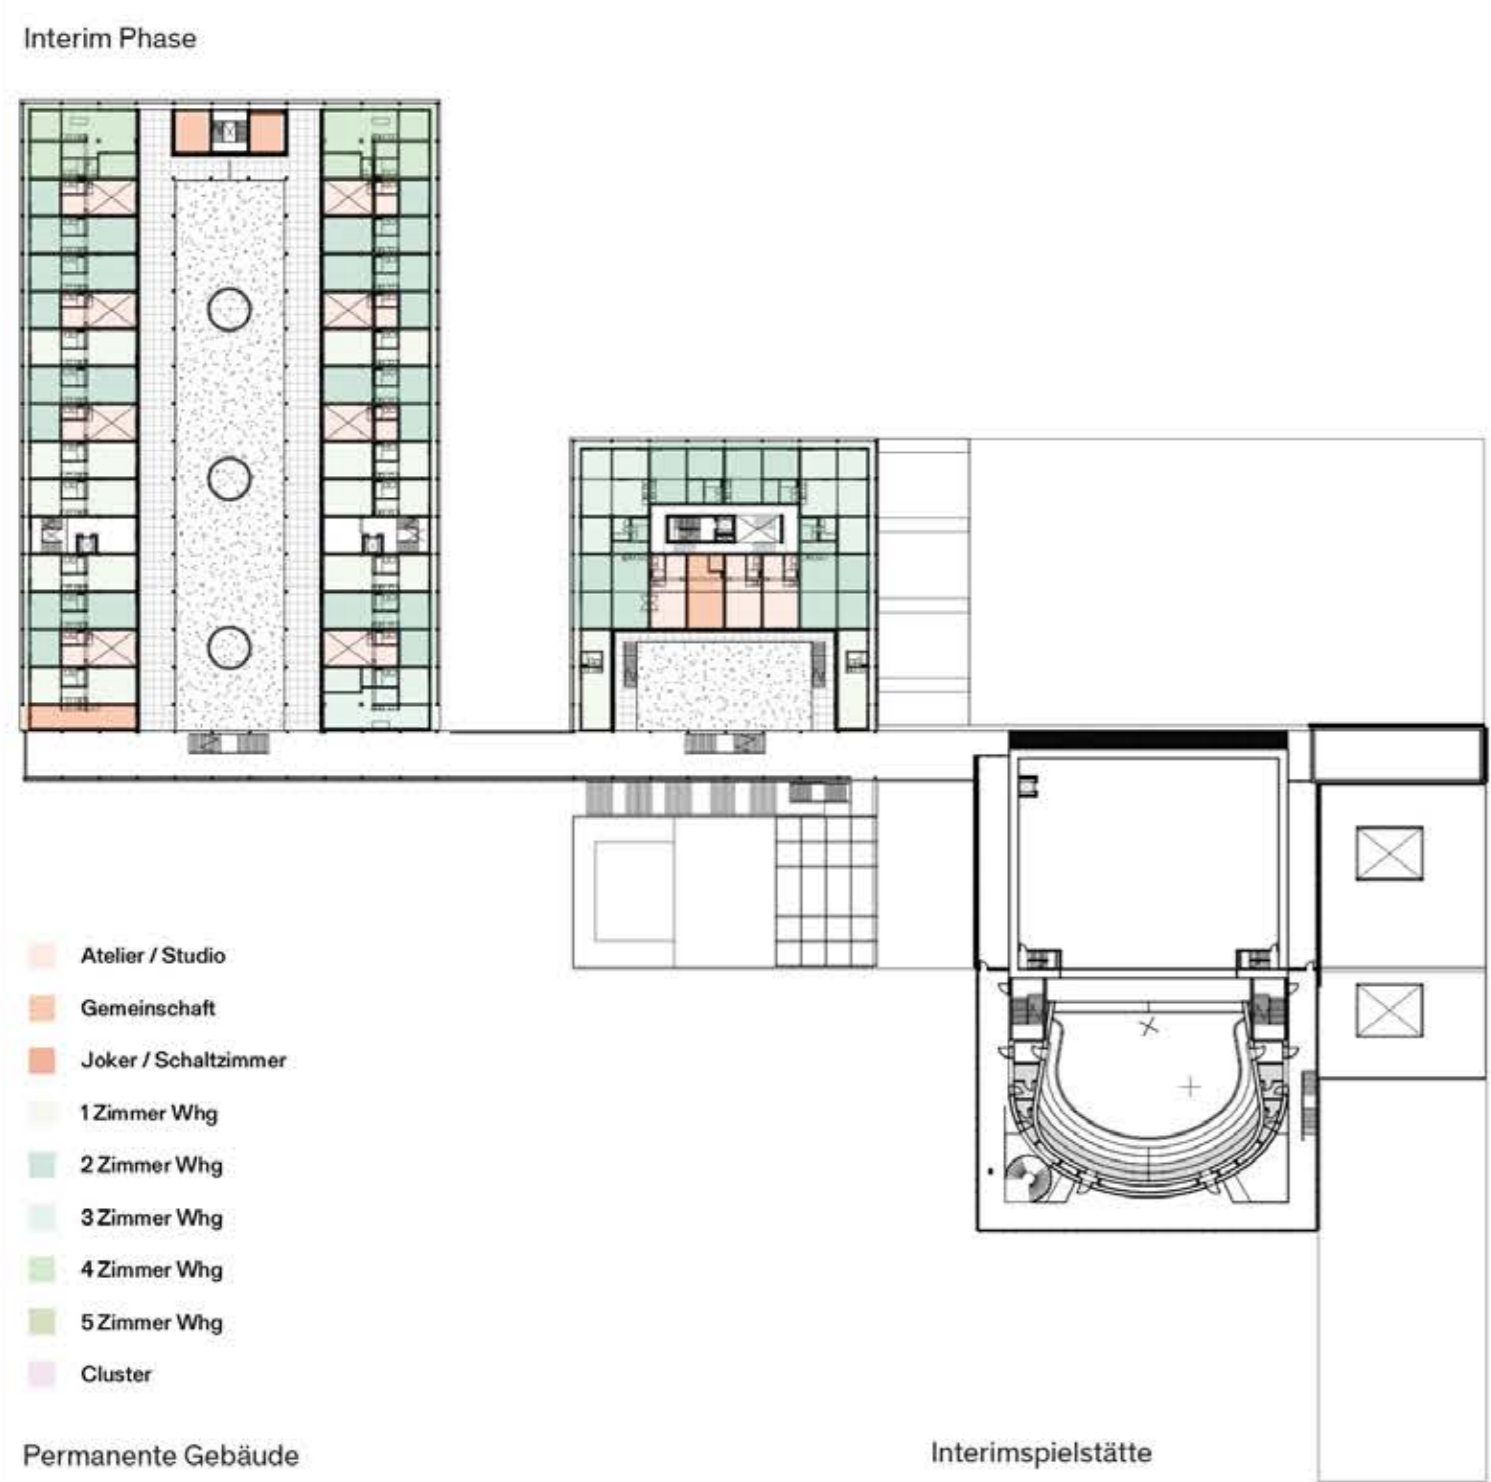 Interim Phase
Atelier / Studio
Gemeinschaft
Joker / Schaltzimmer
1 Zimmer Whg
2 Zimmer Whg
3 Zimmer Whg
4 Zimmer Whg
5 Zimmer Whg
Cluster
Permanente Gebäude
Interimspielstätte